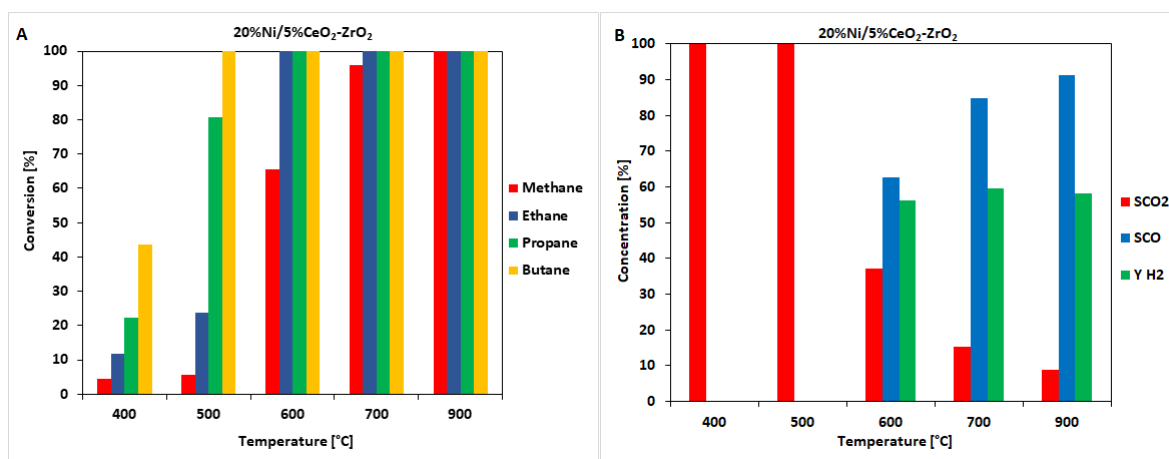 A
20%Ni/5%CeO₂-ZrO₂
100
90
80
70
60
50
40
30
20
10
0
Conversion [%]
400 500 600 700 900
Temperature [°C]
Methane
Ethane
Propane
Butane
B
20%Ni/5%CeO₂-ZrO₂
100
90
80
70
60
50
40
30
20
10
0
Concentration [%]
400 500 600 700 900
Temperature [°C]
SCO2
SCO
Y H2